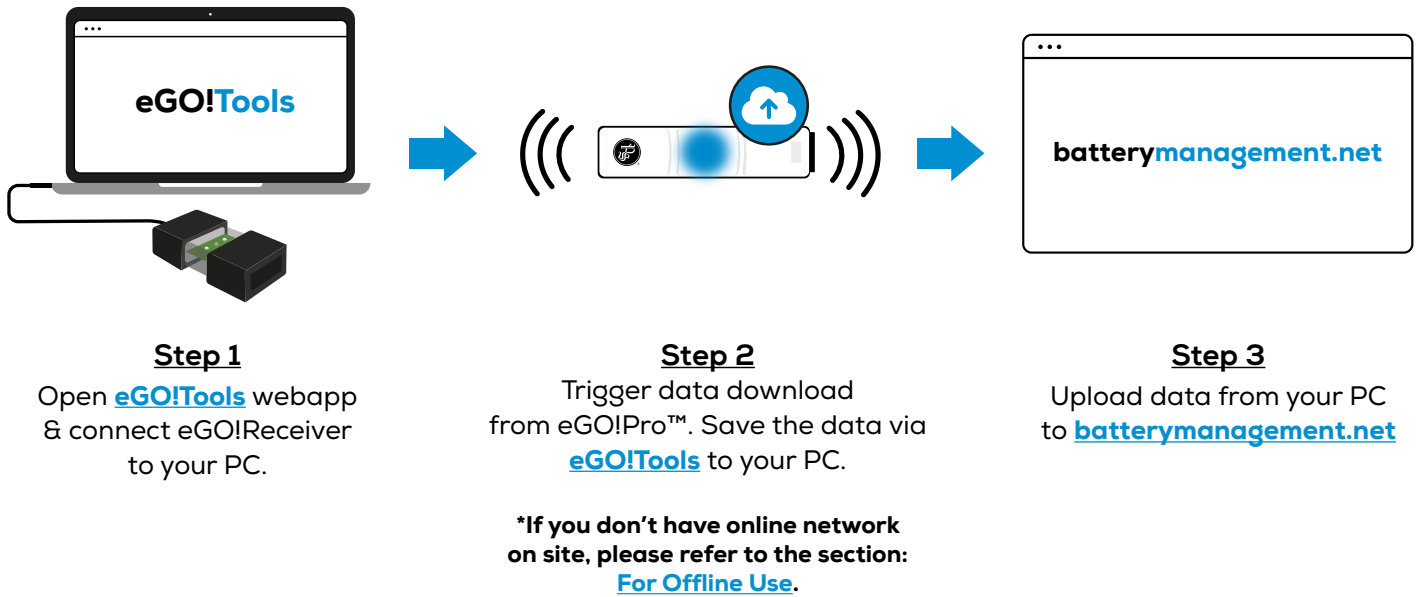 eGO!Tools
batterymanagement.net
Step 1
Open eGO!Tools webapp
& connect eGO!Receiver
to your PC.
Step 2
Trigger data download
from eGO!Pro™. Save the data via
eGO!Tools to your PC.
*If you don't have online network
on site, please refer to the section:
For Offline Use.
Step 3
Upload data from your PC
to batterymanagement.net